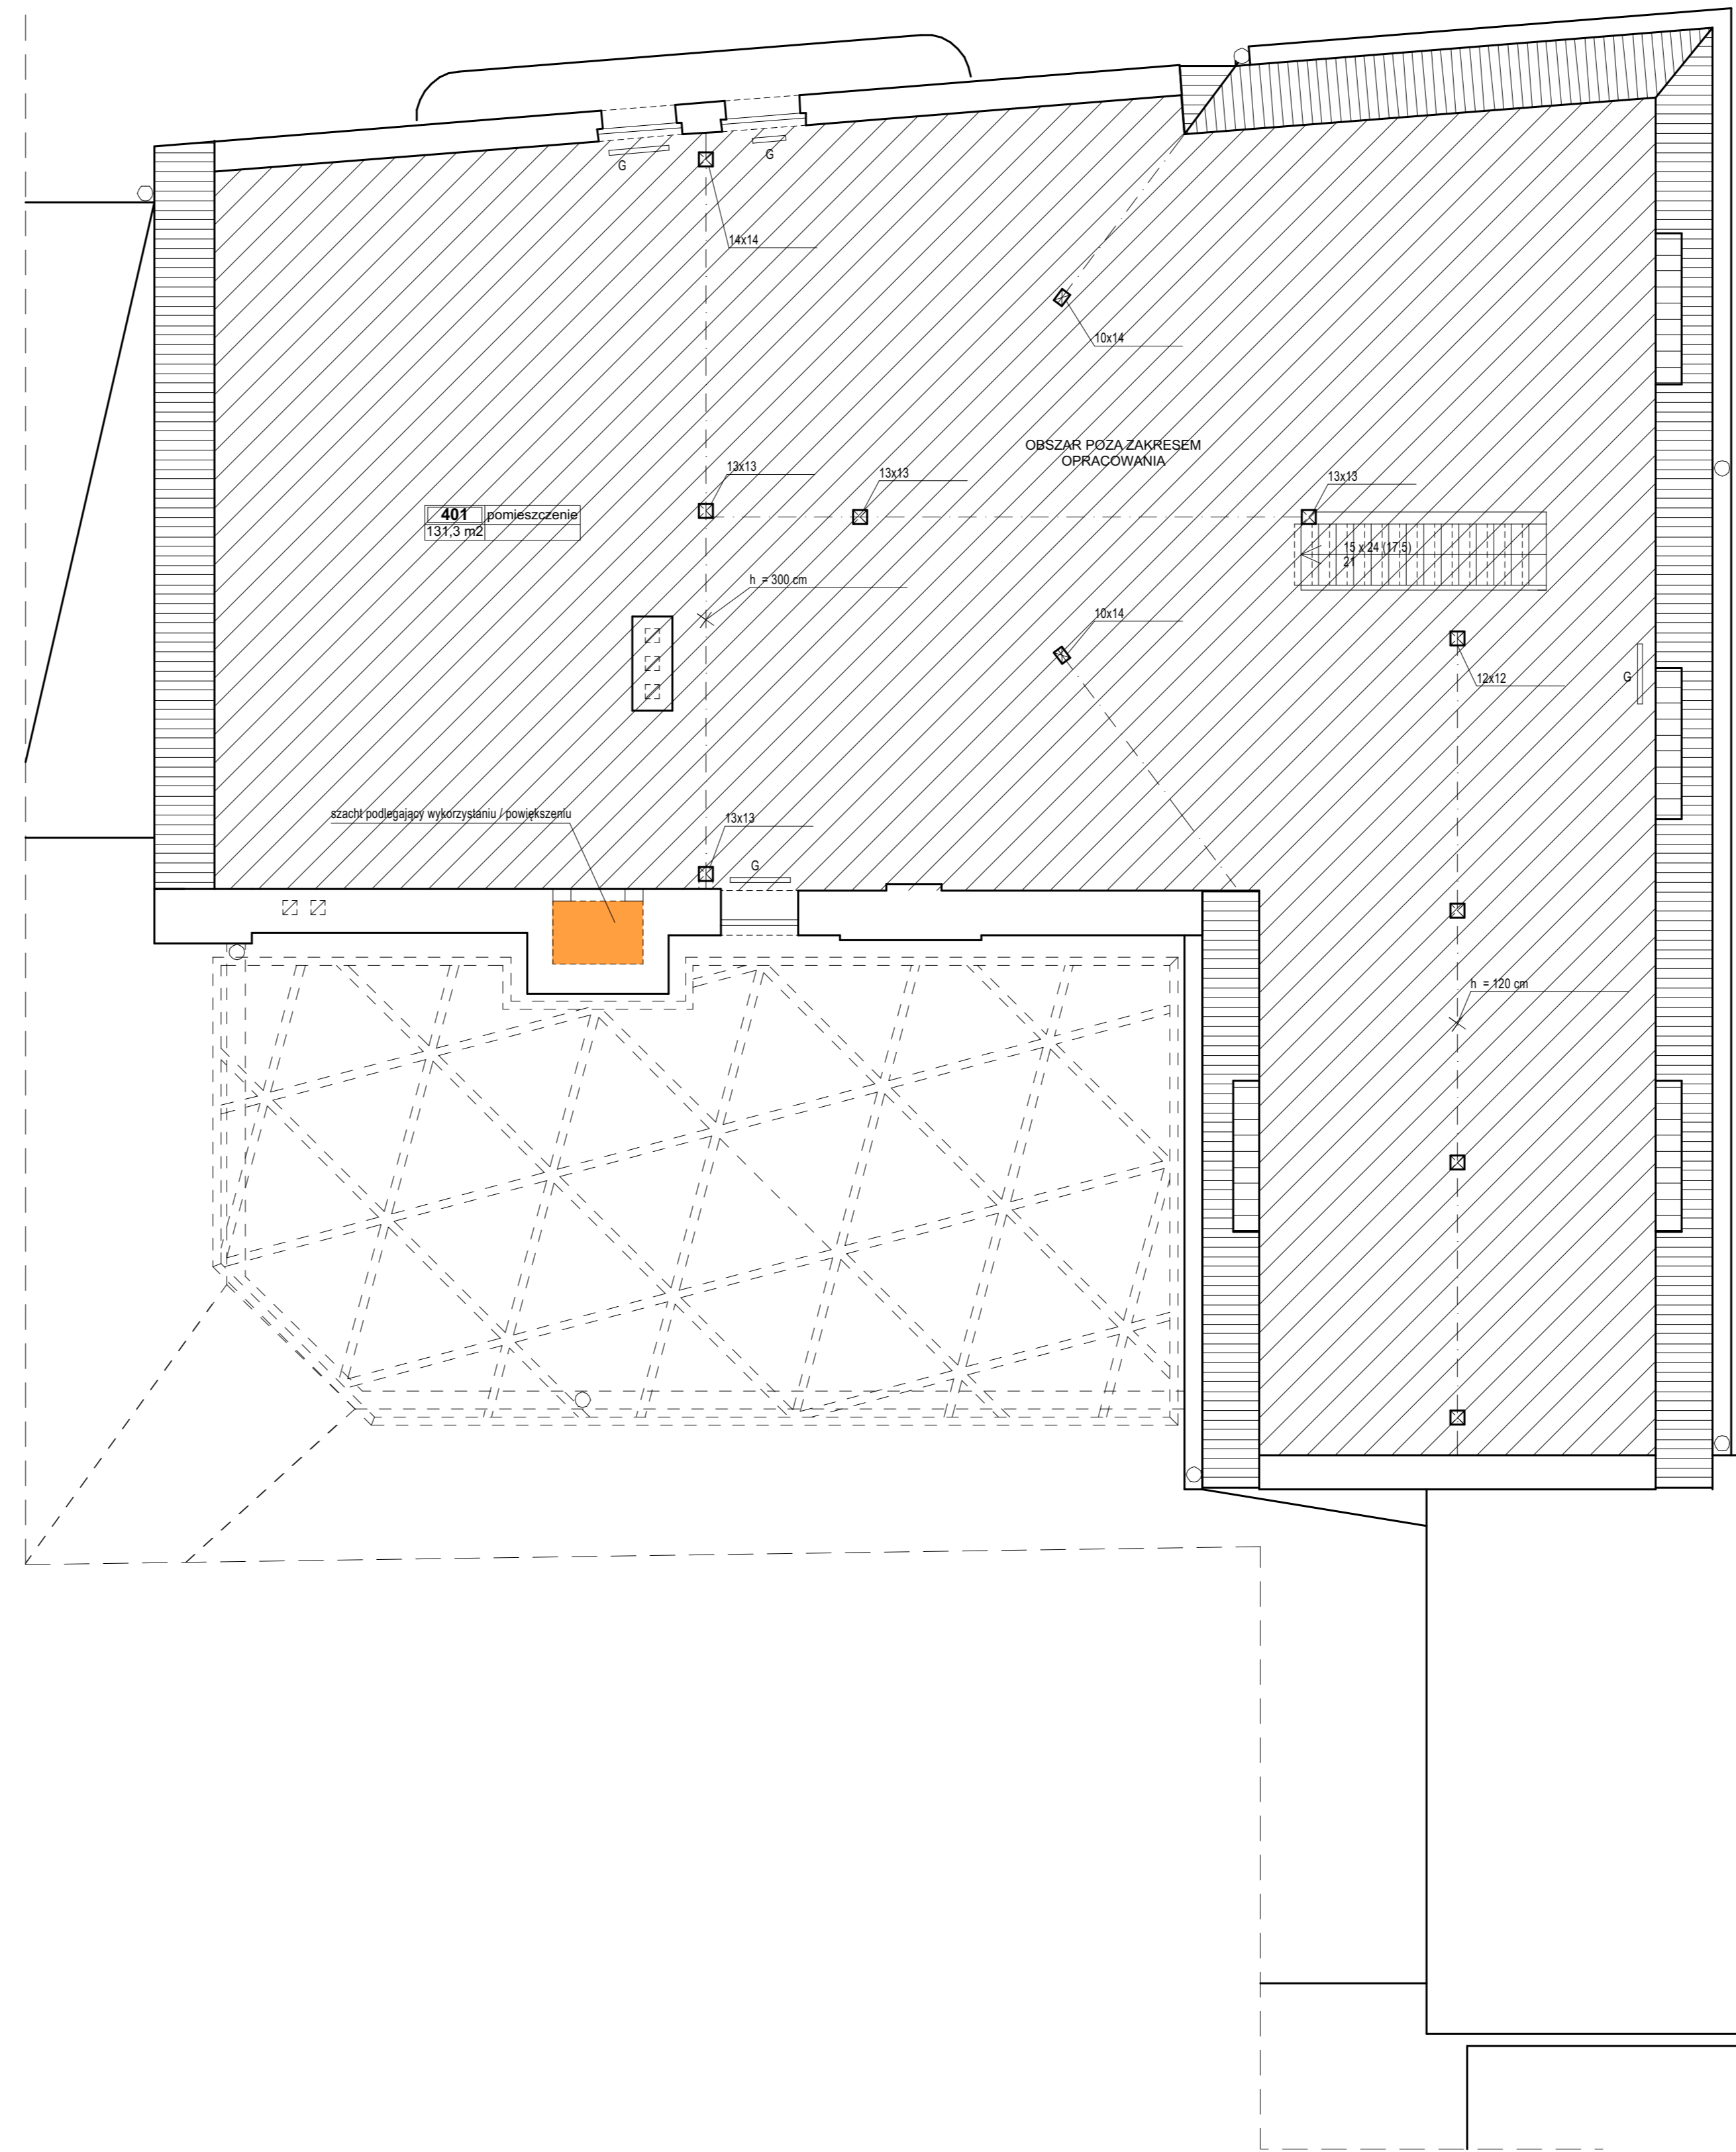 G
G
14x14
10x14
OBSZAR POZA ZAKRESEM
OPRACOWANIA
13x13
13x13
13x13
401 pomieszczenie
131,3 m2
15 x 24 (17,5)
21
h = 300 cm
10x14
G
12x12
szacht podlegający wykorzystaniu / powiększeniu
13x13
G
h = 120 cm